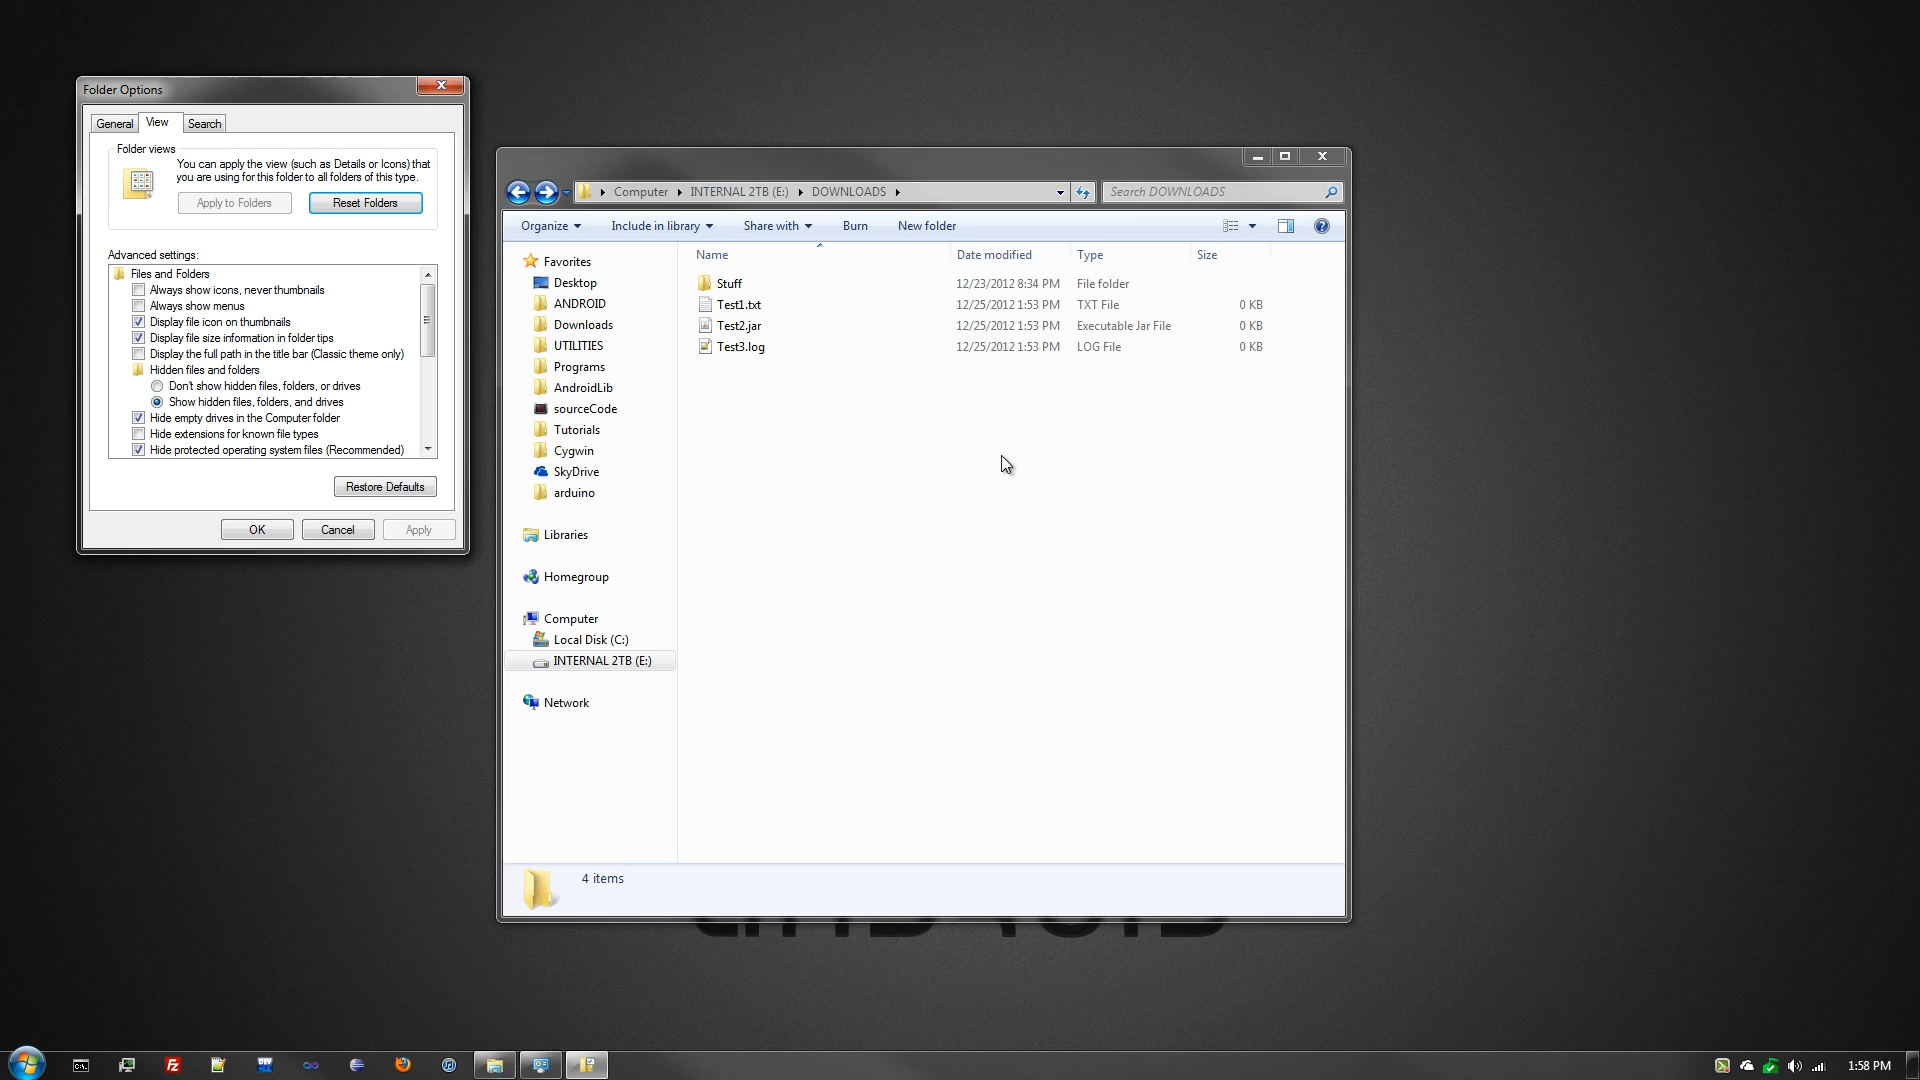 Folder Options
General View Search
Folder views
You can apply the view (such as Details or Icons) that
you are using for this folder to all folders of this type.
Apply to Folders Reset Folders
Advanced settings:
Files and Folders
Always show icons, never thumbnails
Always show menus
Display file icon on thumbnails
Display file size information in folder tips
Display the full path in the title bar (Classic theme only)
Hidden files and folders
Don't show hidden files, folders, or drives
Show hidden files, folders, and drives
Hide empty drives in the Computer folder
Hide extensions for known file types
Hide protected operating system files (Recommended)
Restore Defaults
OK Cancel Apply
Computer INTERNAL 2TB (E:) DOWNLOADS Search DOWNLOADS
Organize Include in library Share with Burn New folder
Favorites
Desktop
ANDROID
Downloads
UTILITIES
Programs
AndroidLib
sourceCode
Tutorials
Cygwin
SkyDrive
arduino
Libraries
Homegroup
Computer
Local Disk (C:)
INTERNAL 2TB (E:)
Network
Name Date modified Type Size
Stuff 12/23/2012 8:34 PM File folder
Test1.txt 12/25/2012 1:53 PM TXT File 0 KB
Test2.jar 12/25/2012 1:53 PM Executable Jar File 0 KB
Test3.log 12/25/2012 1:53 PM LOG File 0 KB
4 items
1:58 PM